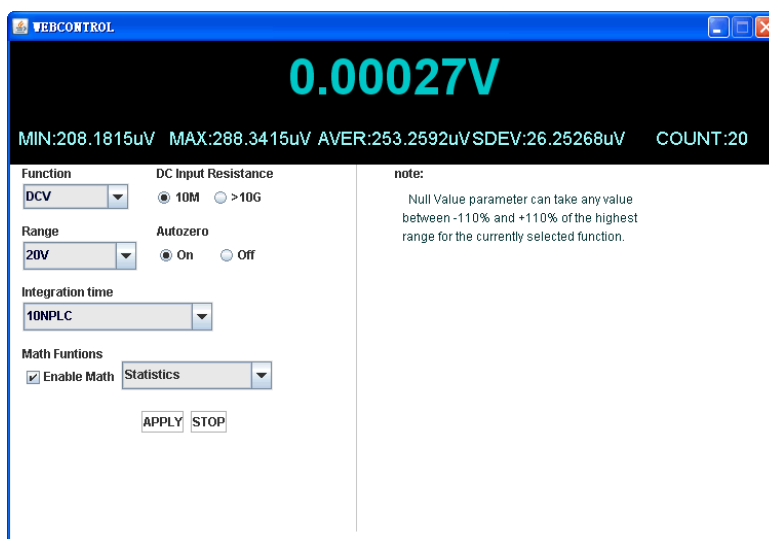 WEBCONTROL
0.00027V
MIN:208.1815uV MAX:288.3415uV AVER:253.2592uV SDEV:26.25268uV COUNT:20
Function DC Input Resistance
DCV 10M >10G
Range Autozero
20V On Off
Integration time
10NPLC
Math Funtions
Enable Math Statistics
APPLY STOP
note:
Null Value parameter can take any value
between -110% and +110% of the highest
range for the currently selected function.